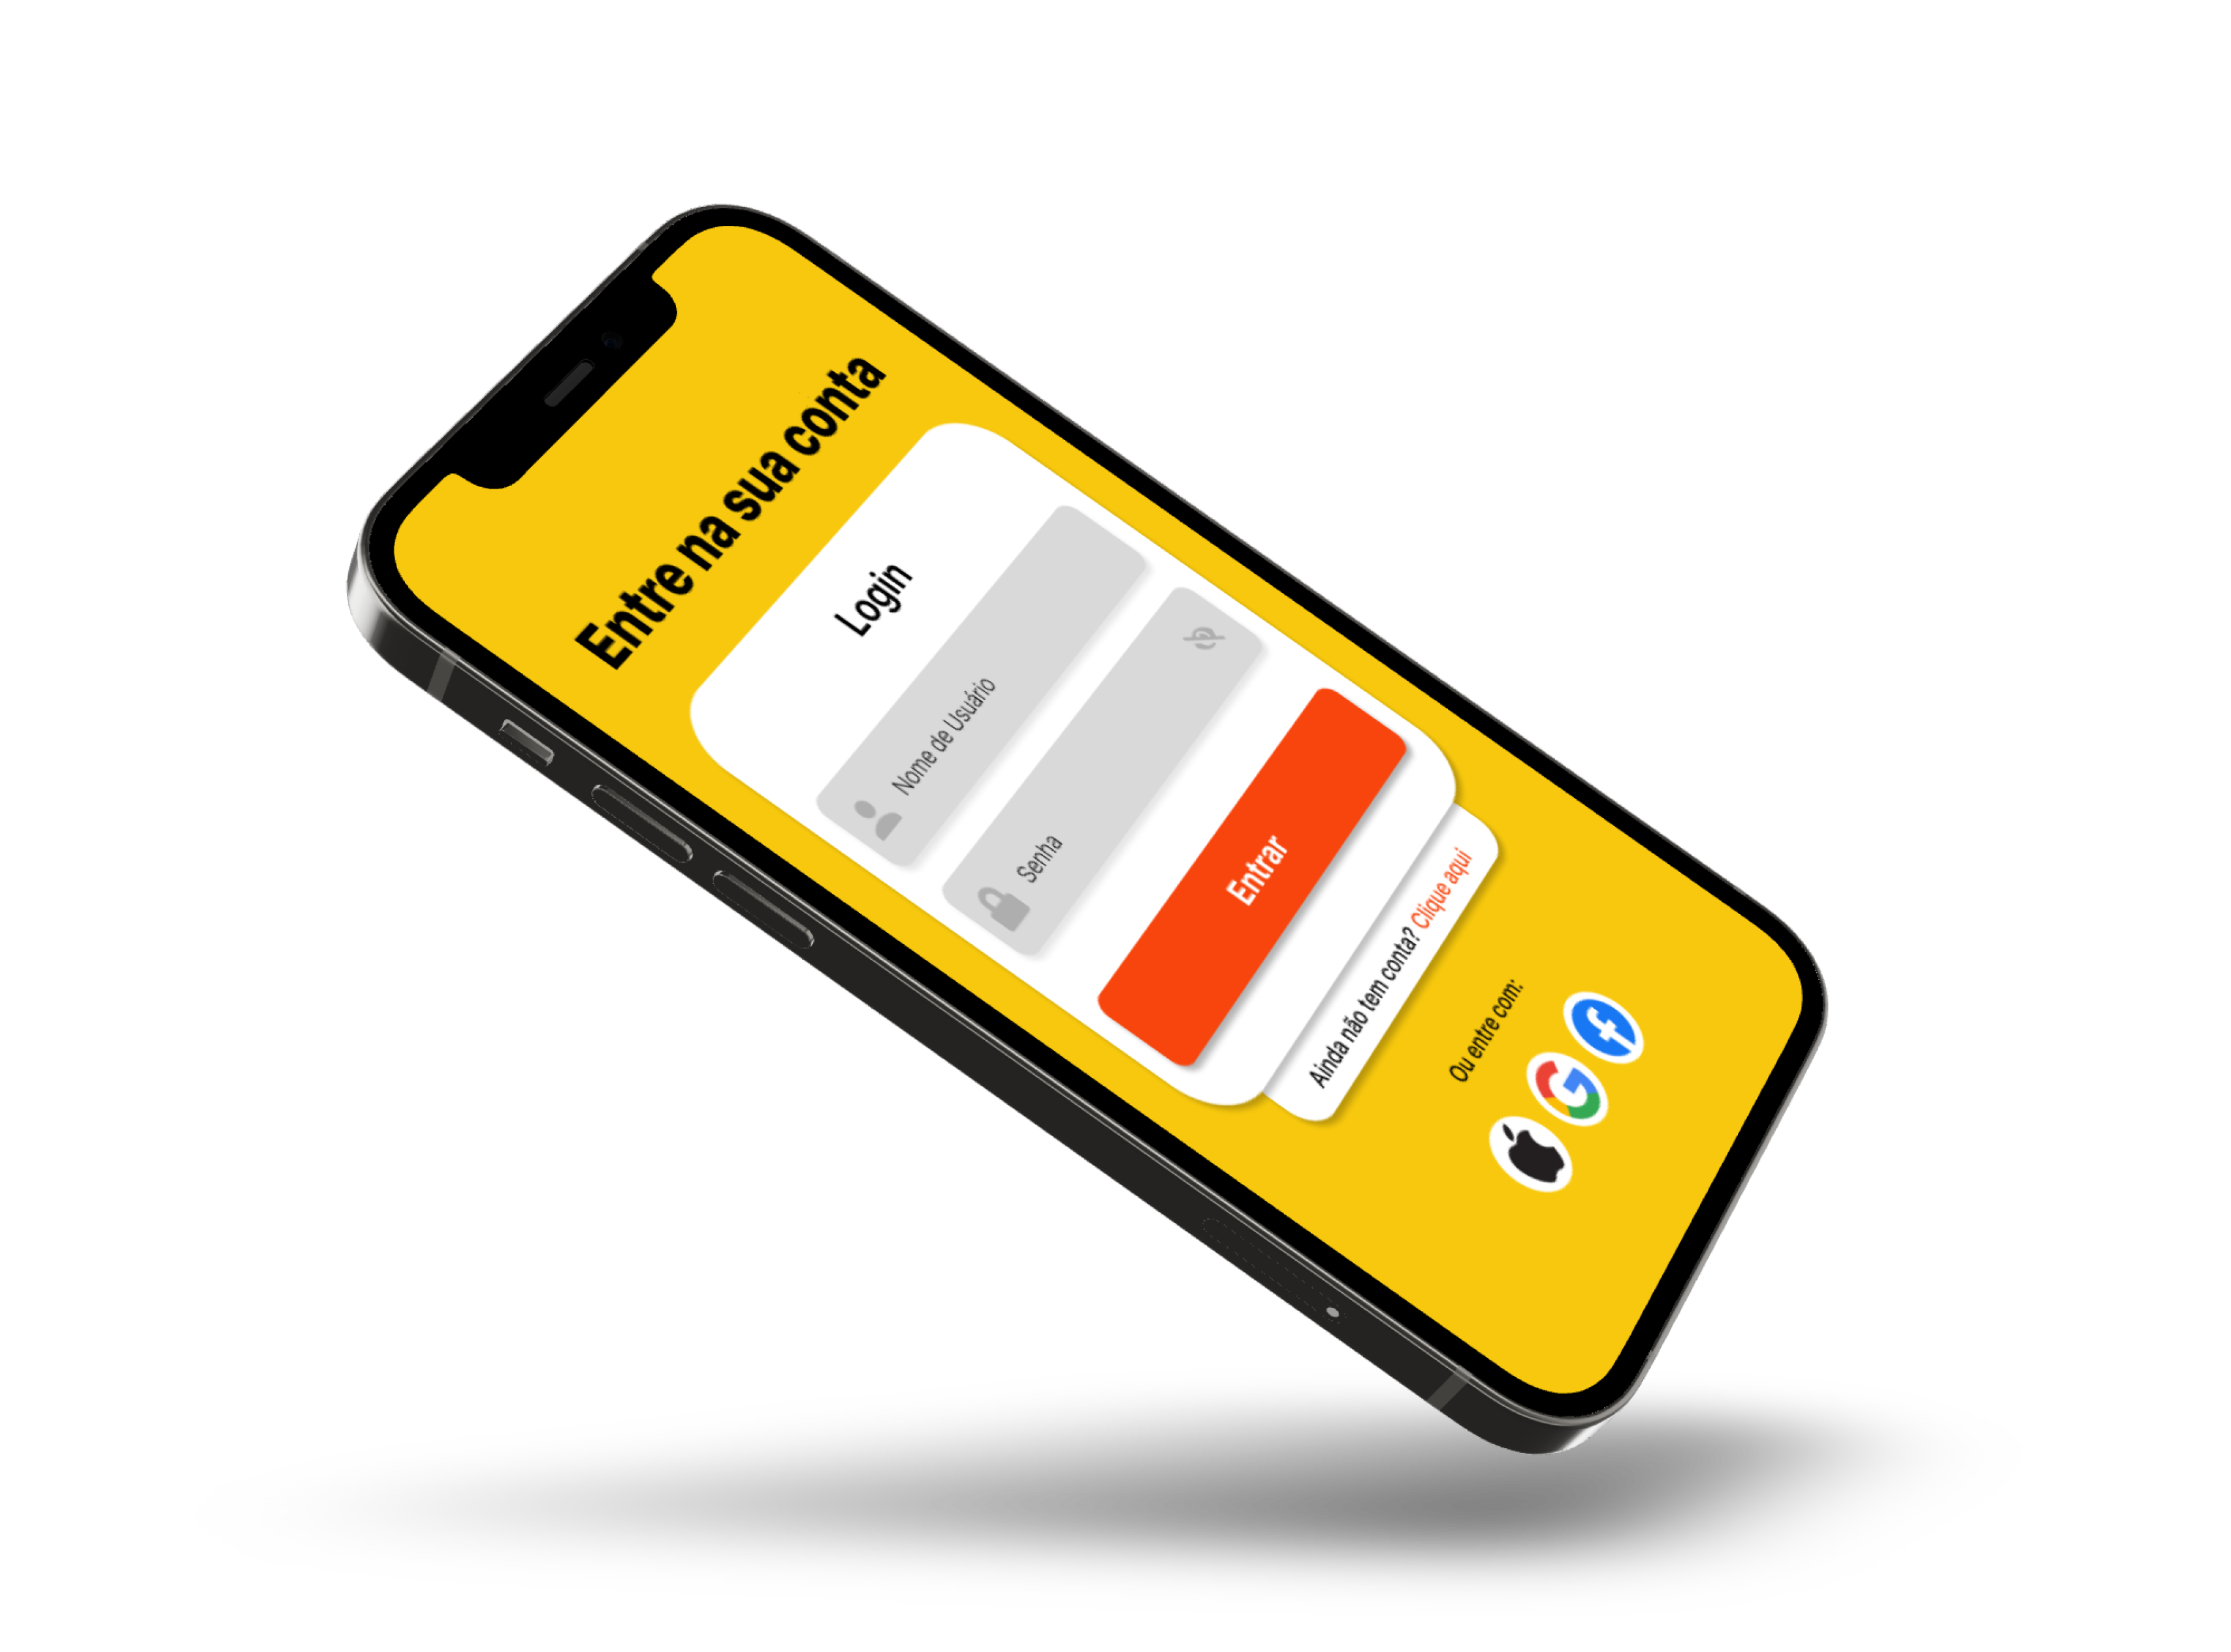 Entre na sua conta
Login
Nome de Usuário
Senha
Entrar
Ainda não tem conta? Clique aqui
Ou entre com: